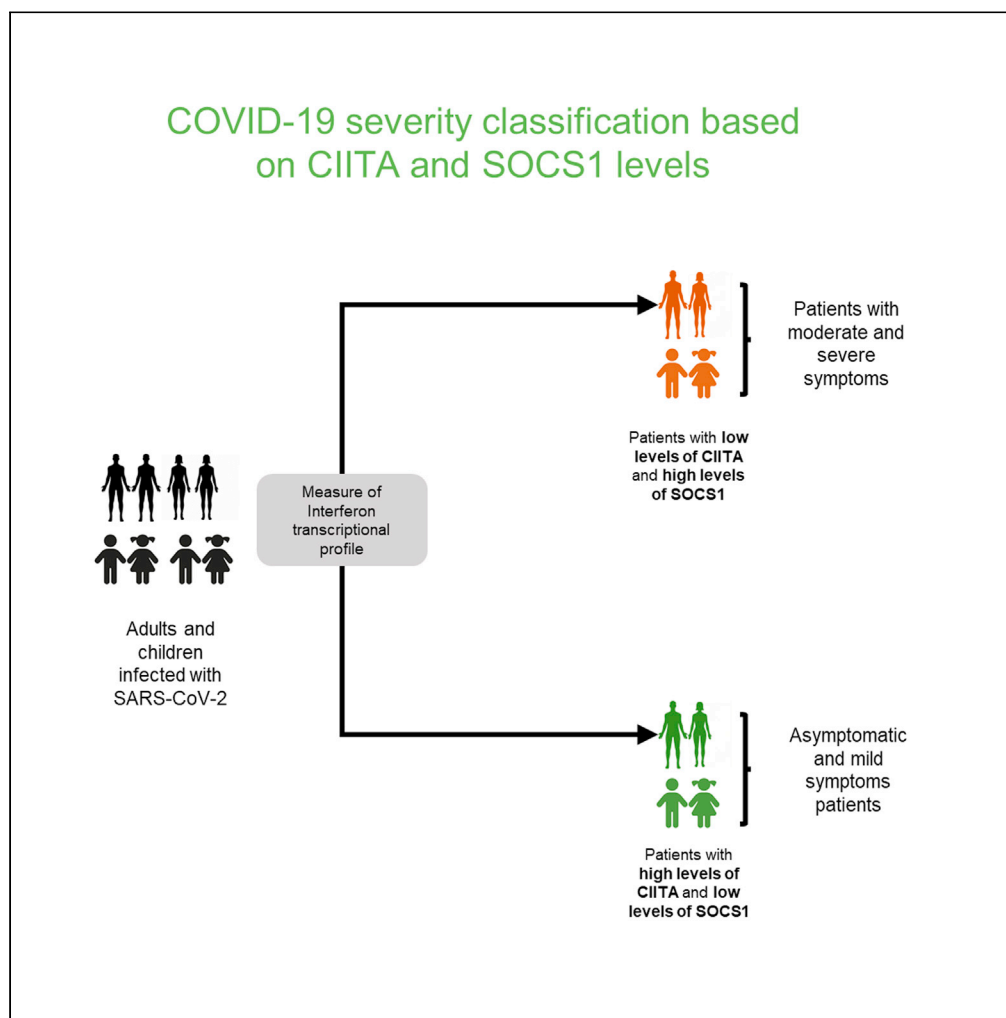 COVID-19 severity classification based
on CIITA and SOCS1 levels
Adults and
children
infected with
SARS-CoV-2
Measure of
Interferon
transcriptional
profile
Patients with low
levels of CIITA
and high levels
of SOCS1
Patients with
moderate and
severe
symptoms
Patients with
high levels of
CIITA and low
levels of SOCS1
Asymptomatic
and mild
symptoms
patients